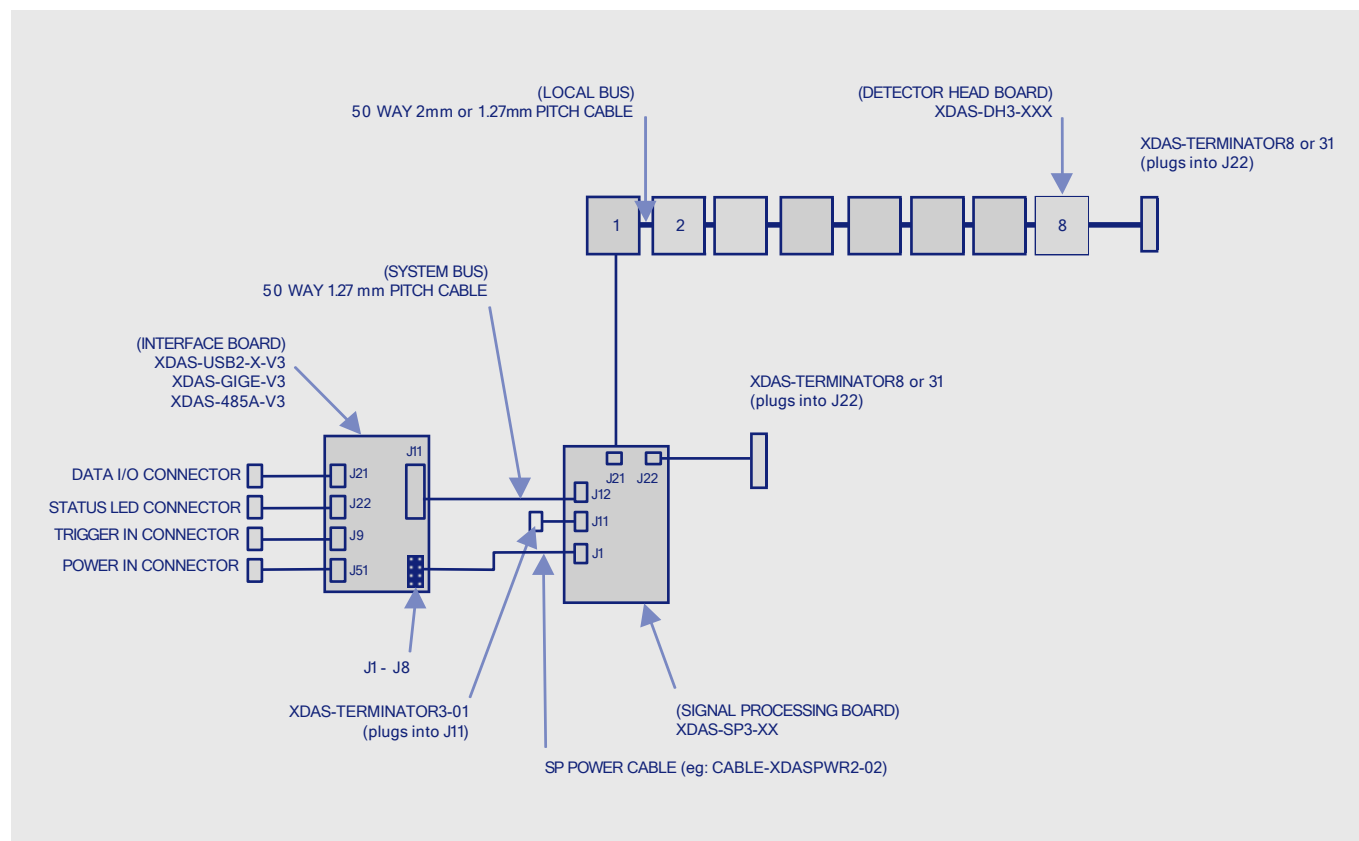 (LOCAL BUS)
50 WAY 2mm or 1.27mm PITCH CABLE
(DETECTOR HEAD BOARD)
XDAS-DH3-XXX
XDAS-TERMINATOR8 or 31
(plugs into J22)
1
2
8
(SYSTEM BUS)
50 WAY 1.27 mm PITCH CABLE
(INTERFACE BOARD)
XDAS-USB2-X-V3
XDAS-GIGE-V3
XDAS-485A-V3
XDAS-TERMINATOR8 or 31
(plugs into J22)
J11
DATA I/O CONNECTOR
J21
STATUS LED CONNECTOR
J22
TRIGGER IN CONNECTOR
J9
POWER IN CONNECTOR
J51
J21
J22
J12
J11
J1
J1 - J8
XDAS-TERMINATOR3-01
(plugs into J11)
(SIGNAL PROCESSING BOARD)
XDAS-SP3-XX
SP POWER CABLE (eg: CABLE-XDASPWR2-02)